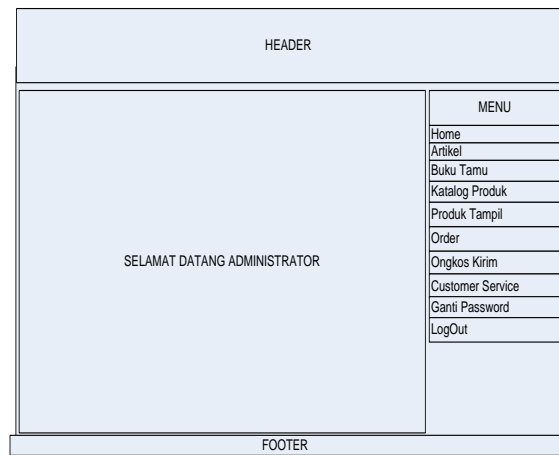 HEADER
SELAMAT DATANG ADMINISTRATOR
MENU
Home
Artikel
Buku Tamu
Katalog Produk
Produk Tampil
Order
Ongkos Kirim
Customer Service
Ganti Password
LogOut
FOOTER